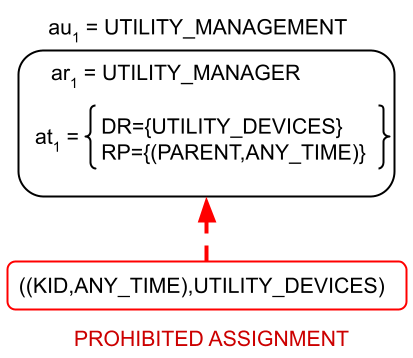 au1 = UTILITY_MANAGEMENT
ar1 = UTILITY_MANAGER
at1 =
DR={UTILITY_DEVICES}
RP={(PARENT,ANY_TIME)}
((KID,ANY_TIME),UTILITY_DEVICES)
PROHIBITED ASSIGNMENT